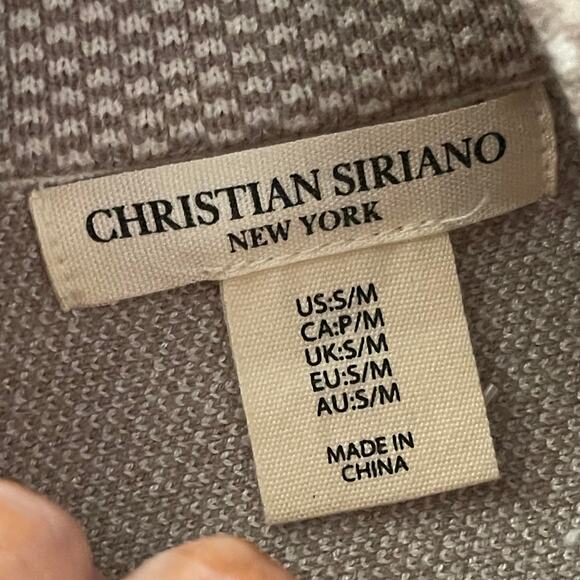 CHRISTIAN SIRIANO
NEW YORK
US:S/M
CA:P/M
UK:S/M
EU:S/M
AU:S/M
MADE IN
CHINA